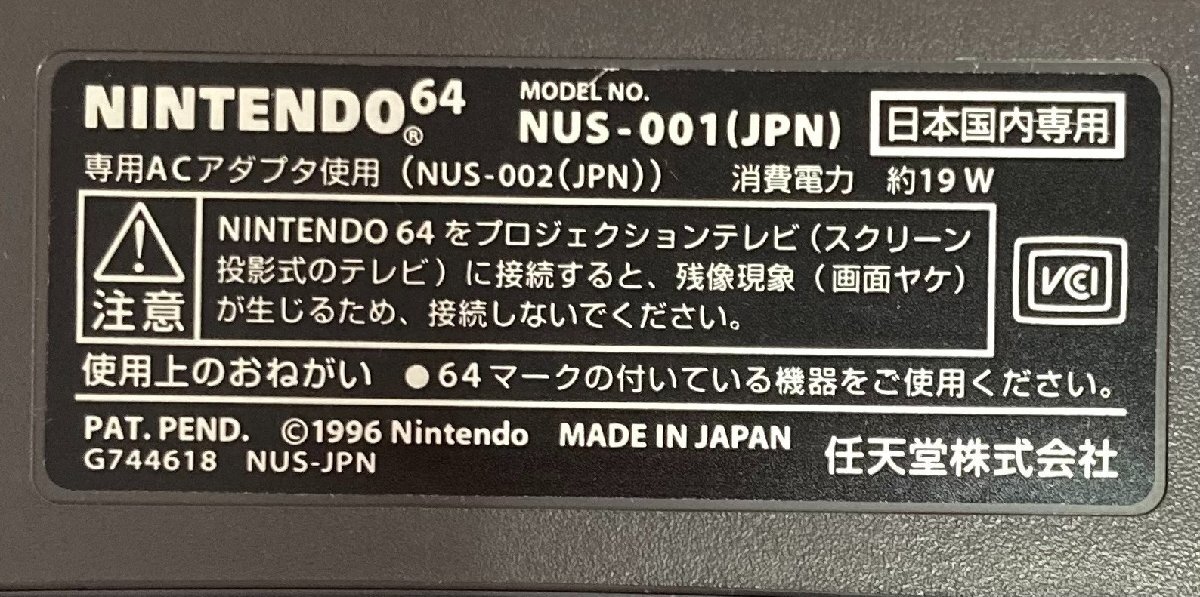 NINTENDO®64 MODEL NO. NUS-001(JPN) 日本国内専用
専用ACアダプタ使用（NUS-002(JPN)） 消費電力 約19W
注意
NINTENDO 64 をプロジェクションテレビ（スクリーン
投影式のテレビ）に接続すると、残像現象（画面ヤケ）
が生じるため、接続しないでください。
VCCI
使用上のおねがい ●64マークの付いている機器をご使用ください。
PAT. PEND. ©1996 Nintendo MADE IN JAPAN
G744618 NUS-JPN
任天堂株式会社